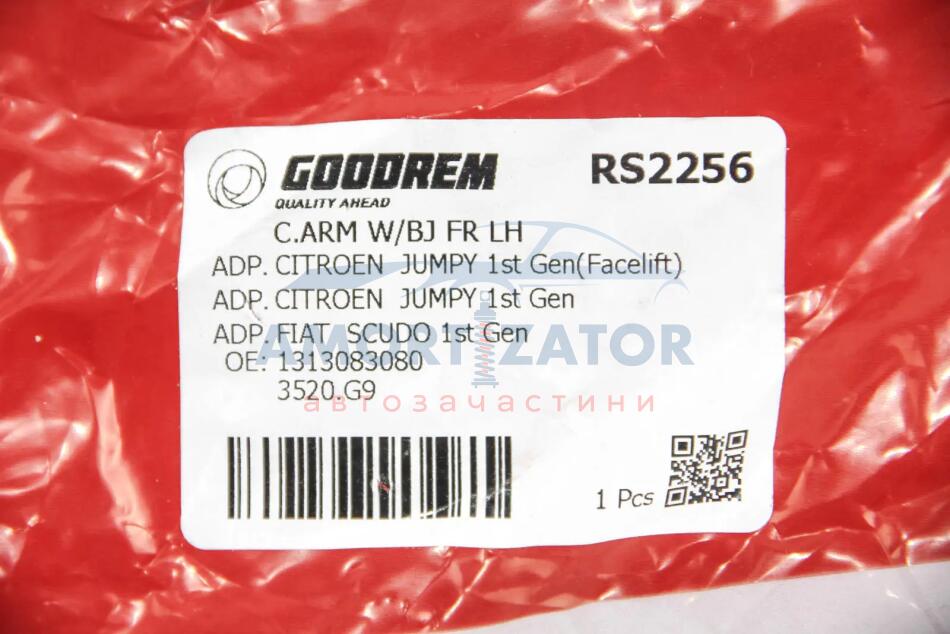 GOODREM
QUALITY AHEAD
RS2256
C.ARM W/BJ FR LH
ADP. CITROEN JUMPY 1st Gen(Facelift)
ADP. CITROEN JUMPY 1st Gen
ADP. FIAT SCUDO 1st Gen
AMORTIZATOR
OE: 1313083080
3520.G9
автозачастини
1 Pcs